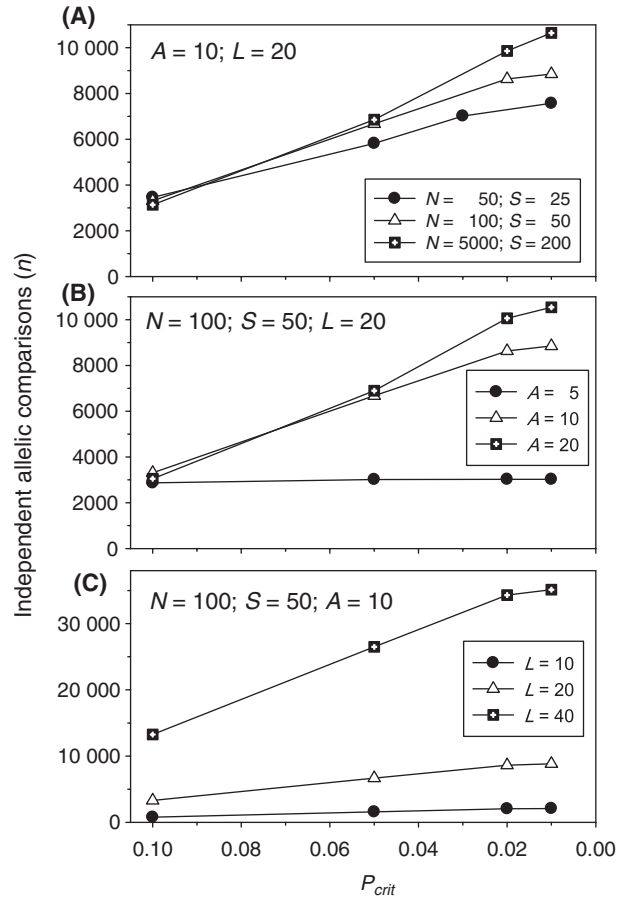 Independent allelic comparisons (n)
(A)
A = 10; L = 20
10 000
8000
6000
4000
2000
0
N = 50; S = 25
N = 100; S = 50
N = 5000; S = 200
(B)
N = 100; S = 50; L = 20
10 000
8000
6000
4000
2000
0
A = 5
A = 10
A = 20
(C)
N = 100; S = 50; A = 10
30 000
20 000
10 000
0
L = 10
L = 20
L = 40
0.10 0.08 0.06 0.04 0.02 0.00
Pcrit